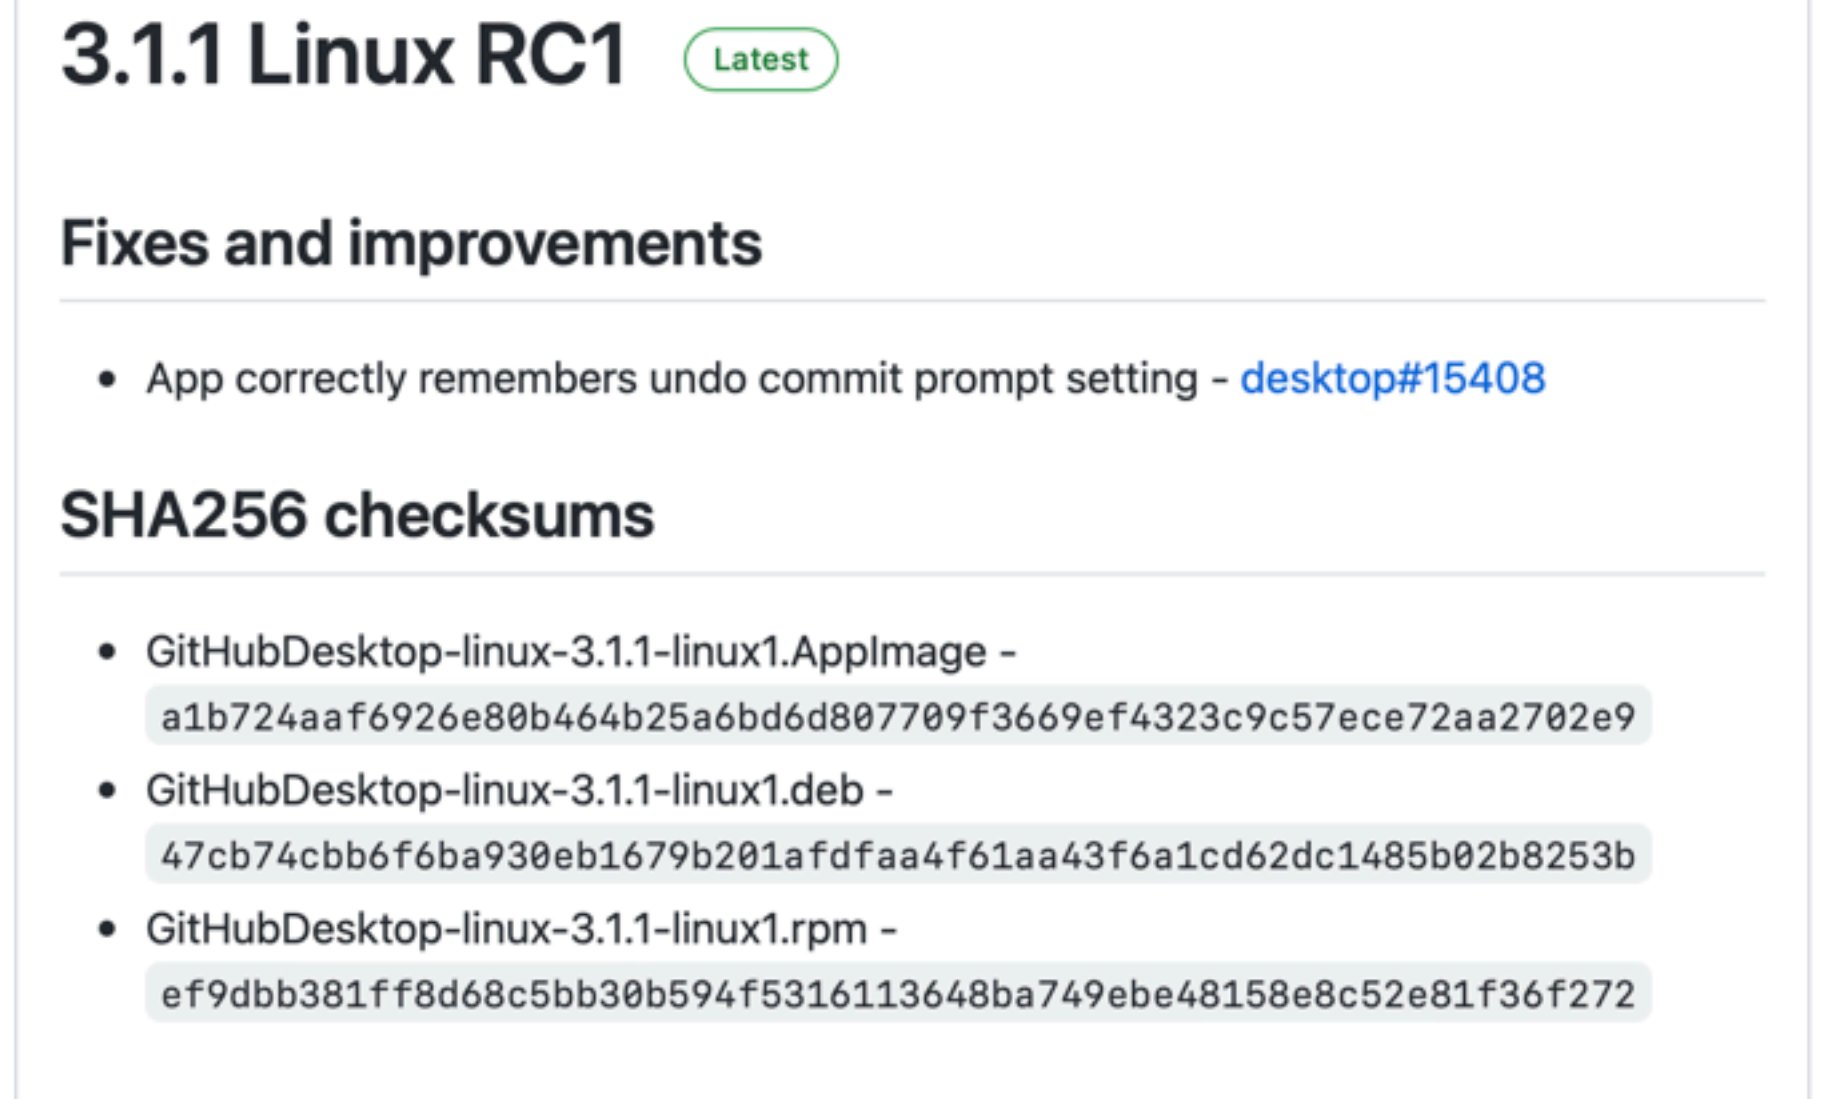 3.1.1 Linux RC1 Latest
Fixes and improvements
• App correctly remembers undo commit prompt setting - desktop#15408
SHA256 checksums
• GitHubDesktop-linux-3.1.1-linux1.AppImage -
a1b724aaf6926e80b464b25a6bd6d807709f3669ef4323c9c57ece72aa2702e9
• GitHubDesktop-linux-3.1.1-linux1.deb -
47cb74cbb6f6ba930eb1679b201afdfaa4f61aa43f6a1cd62dc1485b02b8253b
• GitHubDesktop-linux-3.1.1-linux1.rpm -
ef9dbb381ff8d68c5bb30b594f5316113648ba749ebe48158e8c52e81f36f272